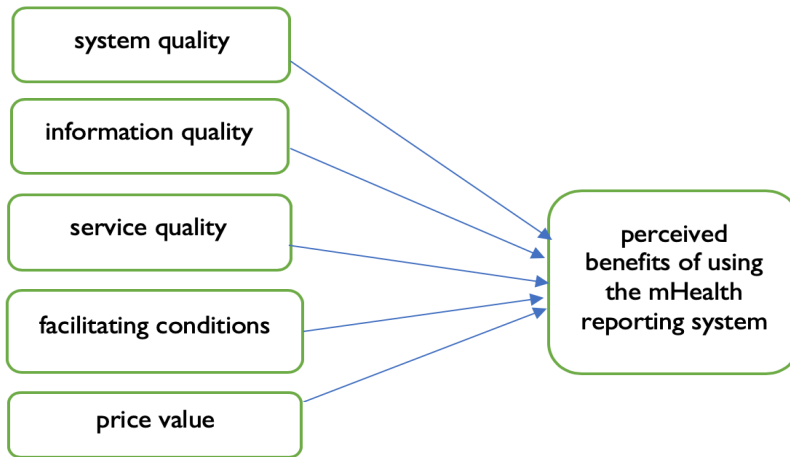 system quality
information quality
service quality
facilitating conditions
price value
perceived
benefits of using
the mHealth
reporting system